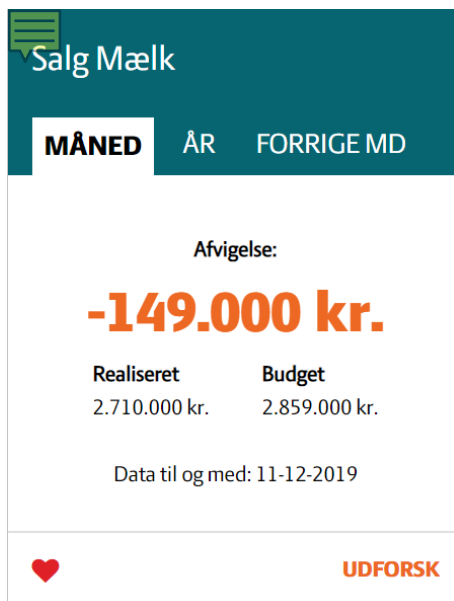 Salg Mælk
MÅNED ÅR FORRIGE MD
Afvigelse:
-149.000 kr.
Realiseret Budget
2.710.000 kr. 2.859.000 kr.
Data til og med: 11-12-2019
UDFORSK